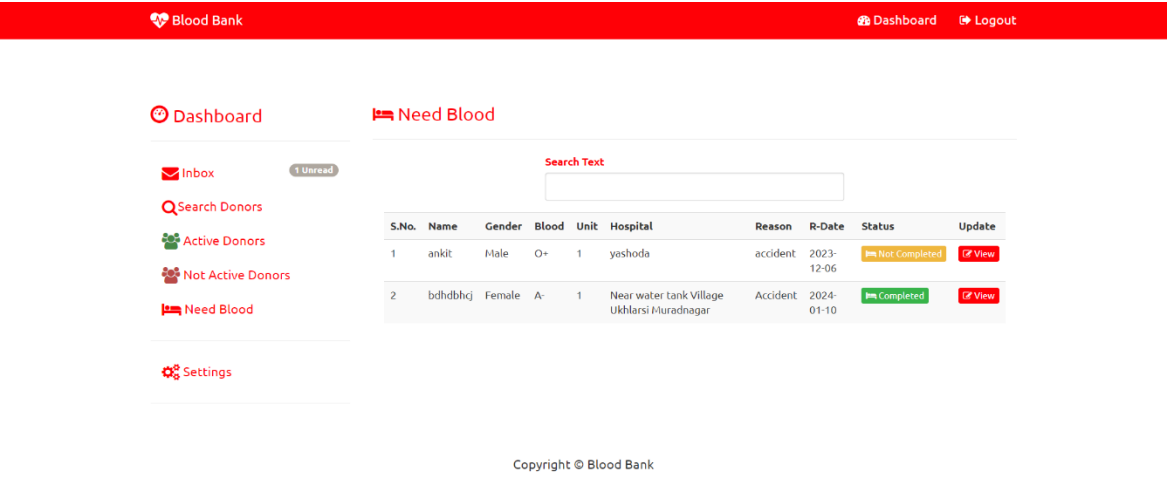 Blood Bank Dashboard Logout
Dashboard
Inbox 1 Unread
Search Donors
Active Donors
Not Active Donors
Need Blood
Settings
Need Blood
Search Text
S.No. Name Gender Blood Unit Hospital Reason R-Date Status Update
1 ankit Male O+ 1 yashoda accident 2023-12-06 Not Completed View
2 bdhdbhcj Female A- 1 Near water tank Village Ukhlarsi Muradnagar Accident 2024-01-10 Completed View
Copyright © Blood Bank